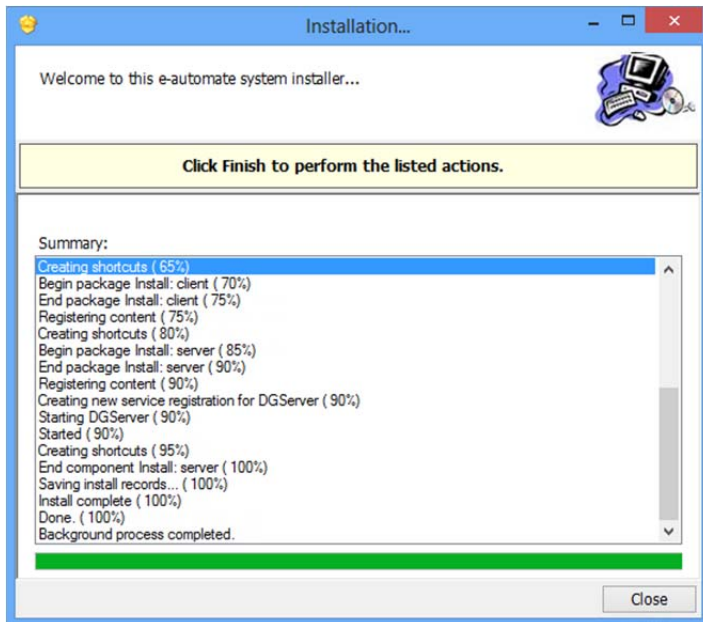 Installation...
Welcome to this e-automate system installer...
Click Finish to perform the listed actions.
Summary:
Creating shortcuts ( 65%)
Begin package Install: client ( 70%)
End package Install: client ( 75%)
Registering content ( 75%)
Creating shortcuts ( 80%)
Begin package Install: server ( 85%)
End package Install: server ( 90%)
Registering content ( 90%)
Creating new service registration for DGServer ( 90%)
Starting DGServer ( 90%)
Started ( 90%)
Creating shortcuts ( 95%)
End component Install: server ( 100%)
Saving install records... ( 100%)
Install complete ( 100%)
Done. ( 100%)
Background process completed.
Close